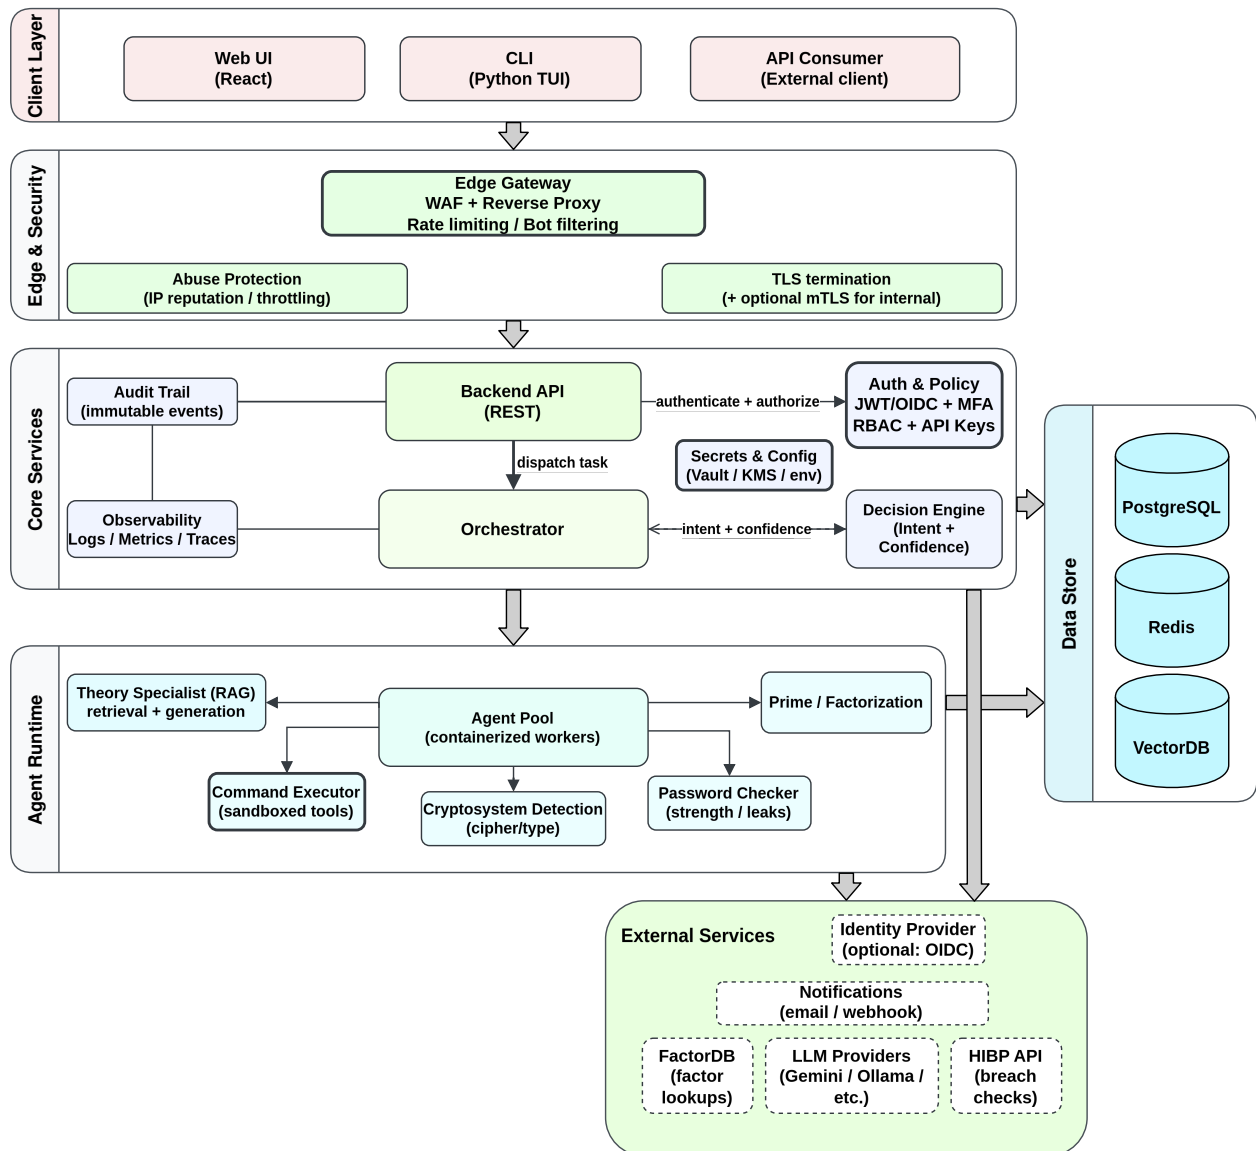 Client Layer
Web UI
(React)
CLI
(Python TUI)
API Consumer
(External client)
Edge & Security
Edge Gateway
WAF + Reverse Proxy
Rate limiting / Bot filtering
Abuse Protection
(IP reputation / throttling)
TLS termination
(+ optional mTLS for internal)
Core Services
Audit Trail
(immutable events)
Backend API
(REST)
authenticate + authorize
Auth & Policy
JWT/OIDC + MFA
RBAC + API Keys
dispatch task
Secrets & Config
(Vault / KMS / env)
Observability
Logs / Metrics / Traces
Orchestrator
intent + confidence
Decision Engine
(Intent +
Confidence)
Data Store
PostgreSQL
Redis
VectorDB
Agent Runtime
Theory Specialist (RAG)
retrieval + generation
Agent Pool
(containerized workers)
Prime / Factorization
Command Executor
(sandboxed tools)
Cryptosystem Detection
(cipher/type)
Password Checker
(strength / leaks)
External Services
Identity Provider
(optional: OIDC)
Notifications
(email / webhook)
FactorDB
(factor
lookups)
LLM Providers
(Gemini / Ollama /
etc.)
HIBP API
(breach
checks)